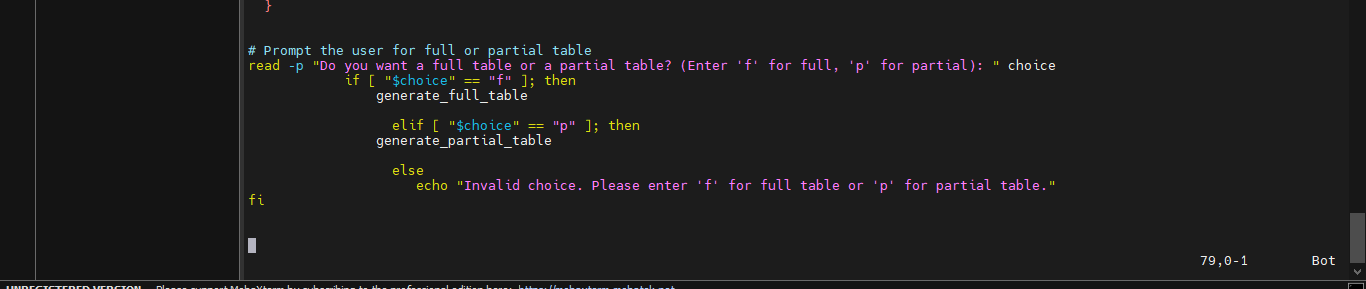 }
# Prompt the user for full or partial table
read -p "Do you want a full table or a partial table? (Enter 'f' for full, 'p' for partial): " choice
if [ "$choice" == "f" ]; then
generate_full_table
elif [ "$choice" == "p" ]; then
generate_partial_table
else
echo "Invalid choice. Please enter 'f' for full table or 'p' for partial table."
fi
79,0-1 Bot
UNREGISTERED VERSION - Please support MobaXterm by subscribing to the professional edition here: https://mobaxterm.mobatek.net